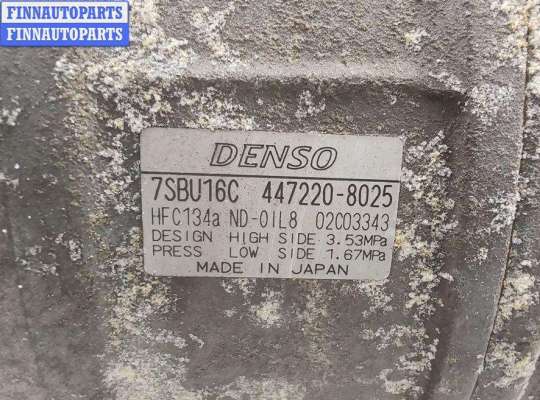 FINNAUTOPARTS
FINNAUTOPARTS
DENSO
7SBU16C 447220-8025
HFC134a ND-OIL8 02C03343
DESIGN HIGH SIDE 3.53MPa
PRESS LOW SIDE 1.67MPa
MADE IN JAPAN